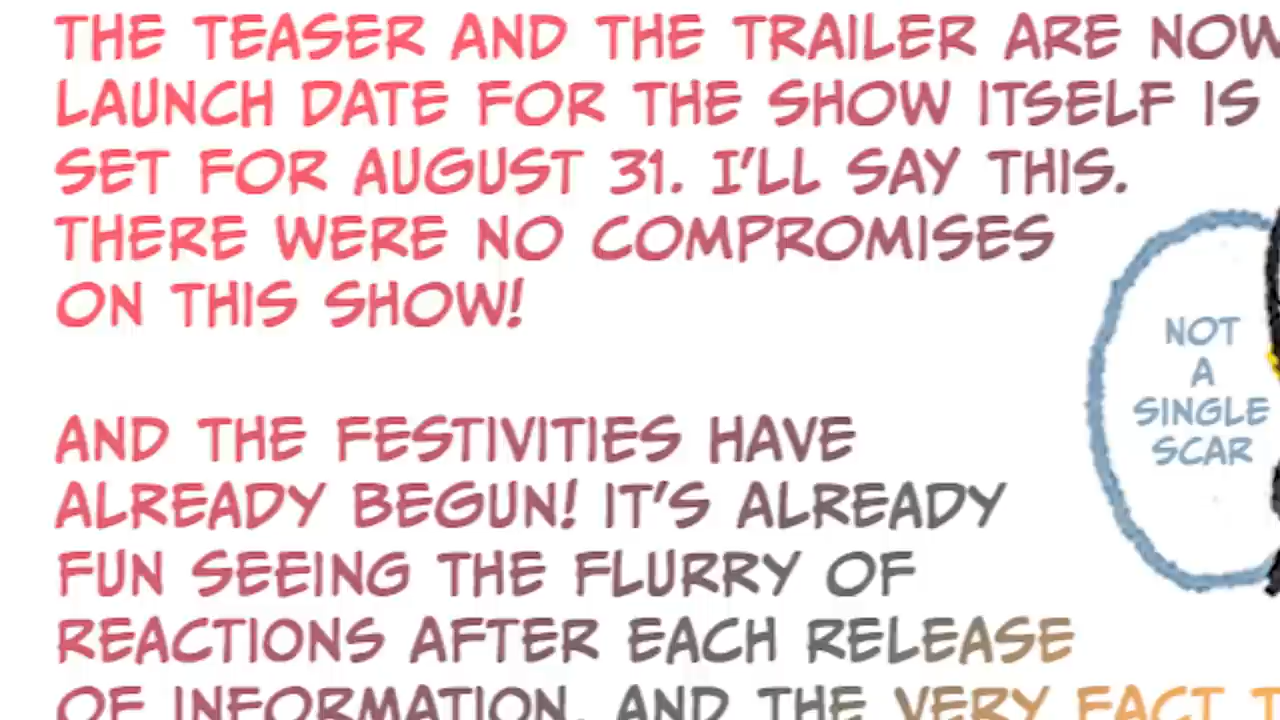 THE TEASER AND THE TRAILER ARE NOW
LAUNCH DATE FOR THE SHOW ITSELF IS
SET FOR AUGUST 31. I'LL SAY THIS.
THERE WERE NO COMPROMISES
ON THIS SHOW!
AND THE FESTIVITIES HAVE
ALREADY BEGUN! IT'S ALREADY
FUN SEEING THE FLURRY OF
REACTIONS AFTER EACH RELEASE
OF INFORMATION, AND THE VERY FACT T
NOT
A
SINGLE
SCAR